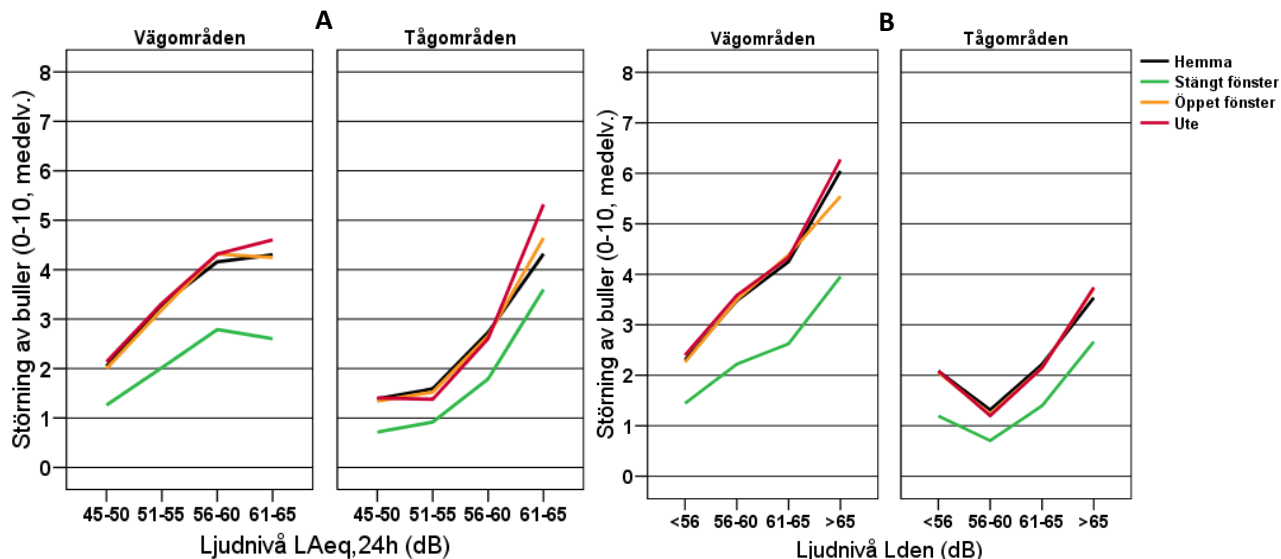 A
Vägområden
Tågområden
Störning av buller (0-10, medelv.)
8
7
6
5
4
3
2
1
0
45-50 51-55 56-60 61-65
45-50 51-55 56-60 61-65
Ljudnivå LAeq,24h (dB)
B
Vägområden
Tågområden
Störning av buller (0-10, medelv.)
8
7
6
5
4
3
2
1
0
<56 56-60 61-65 >65
<56 56-60 61-65 >65
Ljudnivå Lden (dB)
Hemma
Stängt fönster
Öppet fönster
Ute